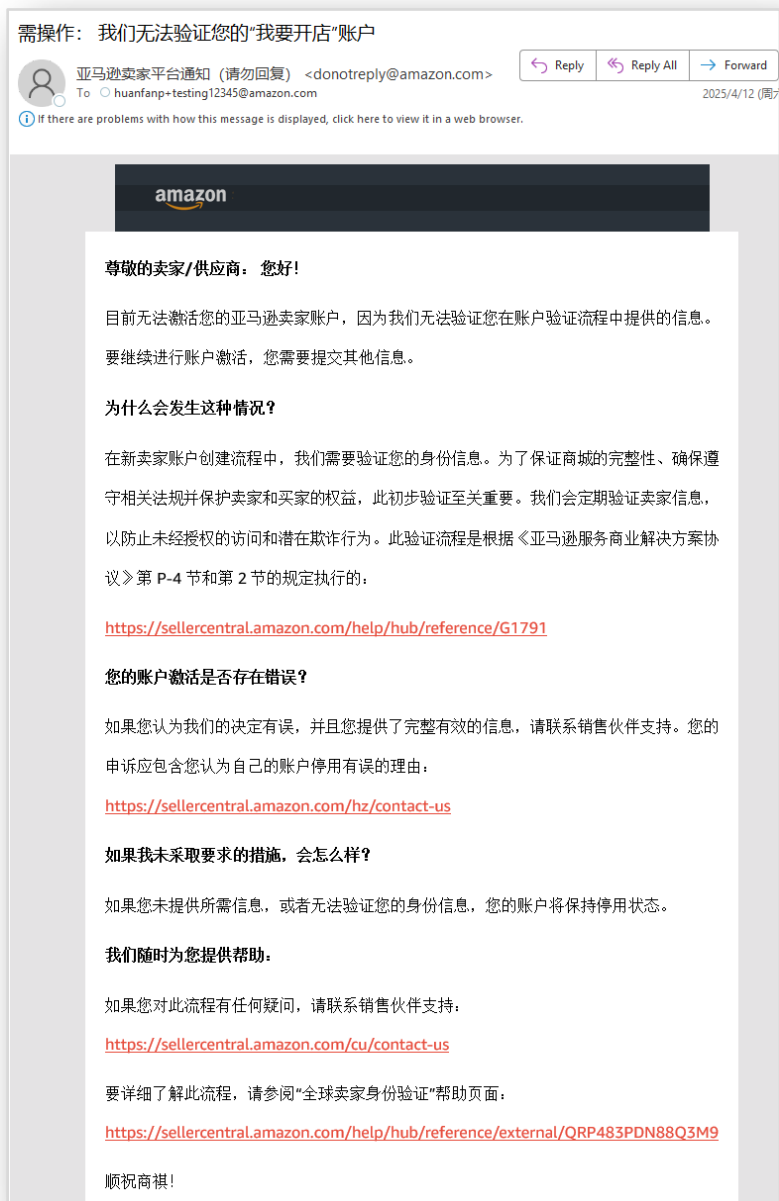 需操作： 我们无法验证您的“我要开店”账户
亚马逊卖家平台通知（请勿回复） <donotreply@amazon.com>
To huanfanp+testing12345@amazon.com
Reply
Reply All
Forward
2025/4/12 (周
If there are problems with how this message is displayed, click here to view it in a web browser.
amazon
尊敬的卖家/供应商： 您好！
目前无法激活您的亚马逊卖家账户，因为我们无法验证您在账户验证流程中提供的信息。
要继续进行账户激活，您需要提交其他信息。
为什么会发生这种情况？
在新卖家账户创建流程中，我们需要验证您的身份信息。为了保证商城的完整性、确保遵
守相关法规并保护卖家和买家的权益，此初步验证至关重要。我们会定期验证卖家信息，
以防止未经授权的访问和潜在欺诈行为。此验证流程是根据《亚马逊服务商业解决方案协
议》第 P-4 节和第 2 节的规定执行的：
https://sellercentral.amazon.com/help/hub/reference/G1791
您的账户激活是否存在错误？
如果您认为我们的决定有误，并且您提供了完整有效的信息，请联系销售伙伴支持。您的
申诉应包含您认为自己的账户停用有误的理由：
https://sellercentral.amazon.com/hz/contact-us
如果我未采取要求的措施，会怎么样？
如果您未提供所需信息，或者无法验证您的身份信息，您的账户将保持停用状态。
我们随时为您提供帮助：
如果您对此流程有任何疑问，请联系销售伙伴支持：
https://sellercentral.amazon.com/cu/contact-us
要详细了解此流程，请参阅“全球卖家身份验证”帮助页面：
https://sellercentral.amazon.com/help/hub/reference/external/QRP483PDN88Q3M9
顺祝商祺！